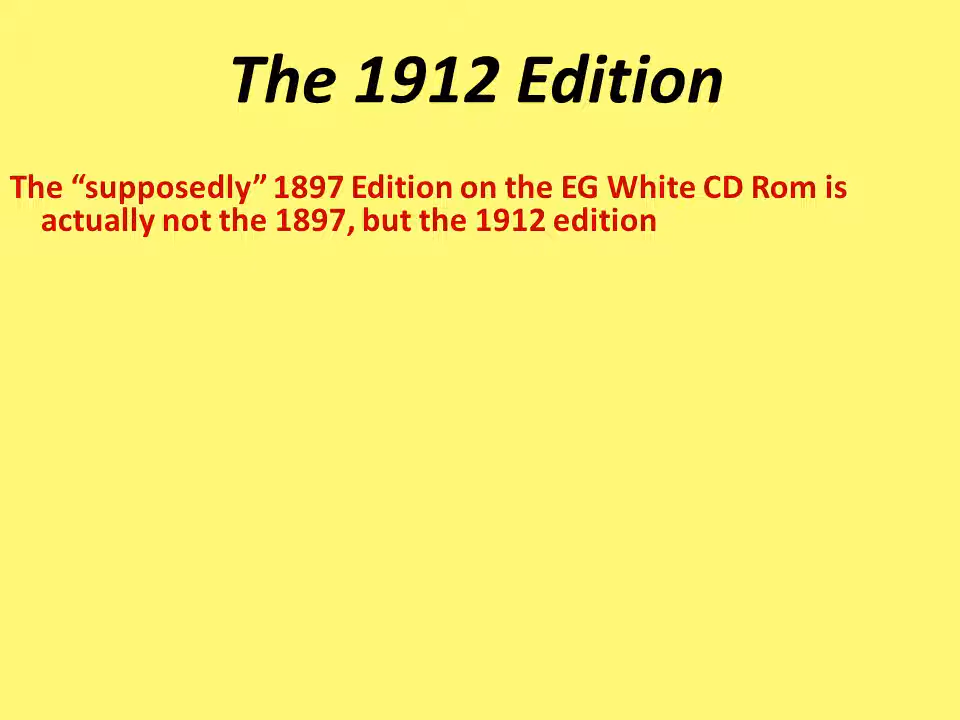 The 1912 Edition
The “supposedly” 1897 Edition on the EG White CD Rom is
actually not the 1897, but the 1912 edition